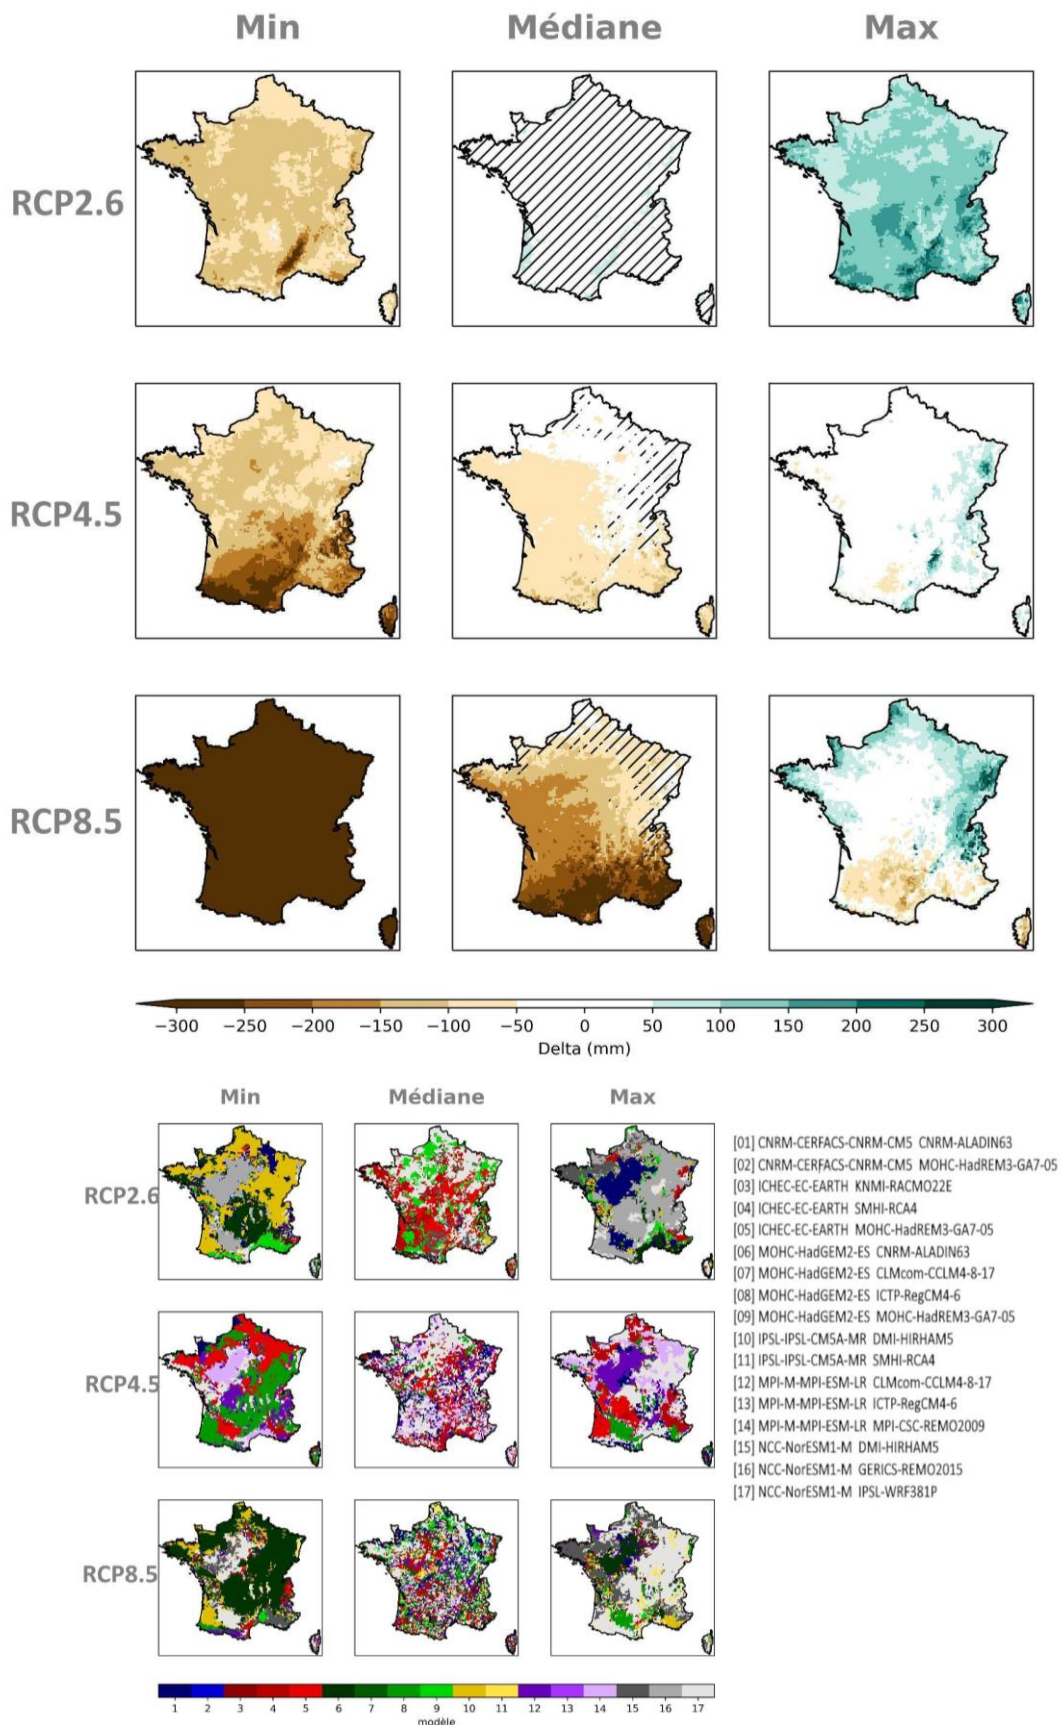 Min Médiane Max
RCP2.6
RCP4.5
RCP8.5
−300 −250 −200 −150 −100 −50 0 50 100 150 200 250 300
Delta (mm)
Min Médiane Max
RCP2.6
RCP4.5
RCP8.5
[01] CNRM-CERFACS-CNRM-CM5 CNRM-ALADIN63
[02] CNRM-CERFACS-CNRM-CM5 MOHC-HadREM3-GA7-05
[03] ICHEC-EC-EARTH KNMI-RACMO22E
[04] ICHEC-EC-EARTH SMHI-RCA4
[05] ICHEC-EC-EARTH MOHC-HadREM3-GA7-05
[06] MOHC-HadGEM2-ES CNRM-ALADIN63
[07] MOHC-HadGEM2-ES CLMcom-CCLM4-8-17
[08] MOHC-HadGEM2-ES ICTP-RegCM4-6
[09] MOHC-HadGEM2-ES MOHC-HadREM3-GA7-05
[10] IPSL-IPSL-CM5A-MR DMI-HIRHAM5
[11] IPSL-IPSL-CM5A-MR SMHI-RCA4
[12] MPI-M-MPI-ESM-LR CLMcom-CCLM4-8-17
[13] MPI-M-MPI-ESM-LR ICTP-RegCM4-6
[14] MPI-M-MPI-ESM-LR MPI-CSC-REMO2009
[15] NCC-NorESM1-M DMI-HIRHAM5
[16] NCC-NorESM1-M GERICS-REMO2015
[17] NCC-NorESM1-M IPSL-WRF381P
1 2 3 4 5 6 7 8 9 10 11 12 13 14 15 16 17
modèle